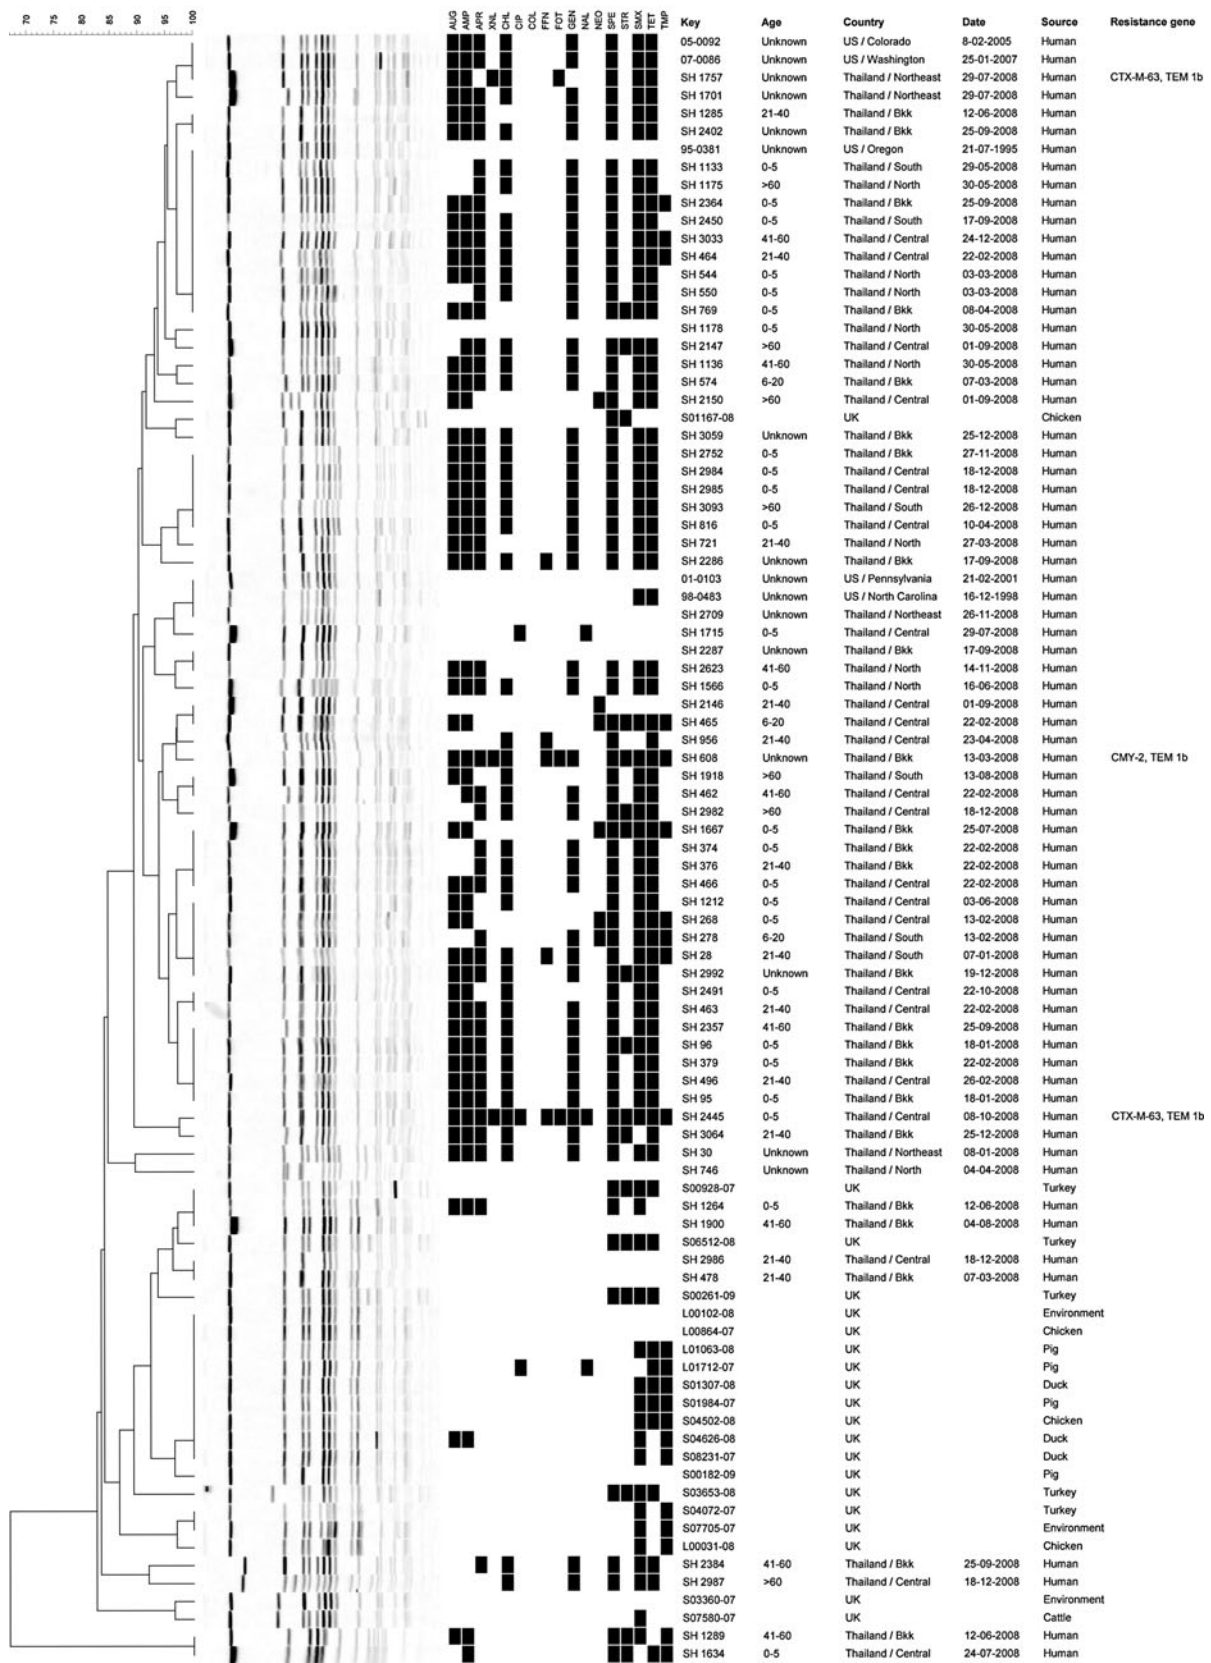 70 75 80 85 90 95 100 AUG AMP APR XNL CHL CIP COL FFN FOT GEN NAL NEO SPE STR SMX TET TMP Key Age Country Date Source Resistance gene
05-0092 Unknown US / Colorado 8-02-2005 Human
07-0086 Unknown US / Washington 25-01-2007 Human
SH 1757 Unknown Thailand / Northeast 29-07-2008 Human CTX-M-63, TEM 1b
SH 1701 Unknown Thailand / Northeast 29-07-2008 Human
SH 1285 21-40 Thailand / Bkk 12-06-2008 Human
SH 2402 Unknown Thailand / Bkk 25-09-2008 Human
95-0381 Unknown US / Oregon 21-07-1995 Human
SH 1133 0-5 Thailand / South 29-05-2008 Human
SH 1175 >60 Thailand / North 30-05-2008 Human
SH 2364 0-5 Thailand / Bkk 25-09-2008 Human
SH 2450 0-5 Thailand / South 17-09-2008 Human
SH 3033 41-60 Thailand / Central 24-12-2008 Human
SH 464 21-40 Thailand / Central 22-02-2008 Human
SH 544 0-5 Thailand / North 03-03-2008 Human
SH 550 0-5 Thailand / North 03-03-2008 Human
SH 769 0-5 Thailand / Bkk 08-04-2008 Human
SH 1178 0-5 Thailand / North 30-05-2008 Human
SH 2147 >60 Thailand / Central 01-09-2008 Human
SH 1136 41-60 Thailand / North 30-05-2008 Human
SH 574 6-20 Thailand / Bkk 07-03-2008 Human
SH 2150 >60 Thailand / Central 01-09-2008 Human
S01167-08 UK Chicken
SH 3059 Unknown Thailand / Bkk 25-12-2008 Human
SH 2752 0-5 Thailand / Bkk 27-11-2008 Human
SH 2984 0-5 Thailand / Central 18-12-2008 Human
SH 2985 0-5 Thailand / Central 18-12-2008 Human
SH 3093 >60 Thailand / South 26-12-2008 Human
SH 816 0-5 Thailand / Central 10-04-2008 Human
SH 721 21-40 Thailand / North 27-03-2008 Human
SH 2286 Unknown Thailand / Bkk 17-09-2008 Human
01-0103 Unknown US / Pennsylvania 21-02-2001 Human
98-0483 Unknown US / North Carolina 16-12-1998 Human
SH 2709 Unknown Thailand / Northeast 26-11-2008 Human
SH 1715 0-5 Thailand / Central 29-07-2008 Human
SH 2287 Unknown Thailand / Bkk 17-09-2008 Human
SH 2623 41-60 Thailand / North 14-11-2008 Human
SH 1566 0-5 Thailand / North 16-06-2008 Human
SH 2146 21-40 Thailand / Central 01-09-2008 Human
SH 465 6-20 Thailand / Central 22-02-2008 Human
SH 956 21-40 Thailand / Central 23-04-2008 Human
SH 608 Unknown Thailand / Bkk 13-03-2008 Human CMY-2, TEM 1b
SH 1918 >60 Thailand / South 13-08-2008 Human
SH 462 41-60 Thailand / Central 22-02-2008 Human
SH 2982 >60 Thailand / Central 18-12-2008 Human
SH 1667 0-5 Thailand / Bkk 25-07-2008 Human
SH 374 0-5 Thailand / Bkk 22-02-2008 Human
SH 376 21-40 Thailand / Bkk 22-02-2008 Human
SH 466 0-5 Thailand / Central 22-02-2008 Human
SH 1212 0-5 Thailand / Central 03-06-2008 Human
SH 268 0-5 Thailand / Central 13-02-2008 Human
SH 278 6-20 Thailand / South 13-02-2008 Human
SH 28 21-40 Thailand / South 07-01-2008 Human
SH 2992 Unknown Thailand / Bkk 19-12-2008 Human
SH 2491 0-5 Thailand / Central 22-10-2008 Human
SH 463 21-40 Thailand / Central 22-02-2008 Human
SH 2357 41-60 Thailand / Bkk 25-09-2008 Human
SH 96 0-5 Thailand / Bkk 18-01-2008 Human
SH 379 0-5 Thailand / Bkk 22-02-2008 Human
SH 496 21-40 Thailand / Central 26-02-2008 Human
SH 95 0-5 Thailand / Bkk 18-01-2008 Human
SH 2445 0-5 Thailand / Central 08-10-2008 Human CTX-M-63, TEM 1b
SH 3064 21-40 Thailand / Bkk 25-12-2008 Human
SH 30 Unknown Thailand / Northeast 08-01-2008 Human
SH 746 Unknown Thailand / North 04-04-2008 Human
S00928-07 UK Turkey
SH 1264 0-5 Thailand / Bkk 12-06-2008 Human
SH 1900 41-60 Thailand / Bkk 04-08-2008 Human
S06512-08 UK Turkey
SH 2986 21-40 Thailand / Central 18-12-2008 Human
SH 478 21-40 Thailand / Bkk 07-03-2008 Human
S00261-09 UK Turkey
L00102-08 UK Environment
L00864-07 UK Chicken
L01063-08 UK Pig
L01712-07 UK Pig
S01307-08 UK Duck
S01984-07 UK Pig
S04502-08 UK Chicken
S04626-08 UK Duck
S08231-07 UK Duck
S00182-09 UK Pig
S03653-08 UK Turkey
S04072-07 UK Turkey
S07705-07 UK Environment
L00031-08 UK Chicken
SH 2384 41-60 Thailand / Bkk 25-09-2008 Human
SH 2987 >60 Thailand / Central 18-12-2008 Human
S03360-07 UK Environment
S07580-07 UK Cattle
SH 1289 41-60 Thailand / Bkk 12-06-2008 Human
SH 1634 0-5 Thailand / Central 24-07-2008 Human